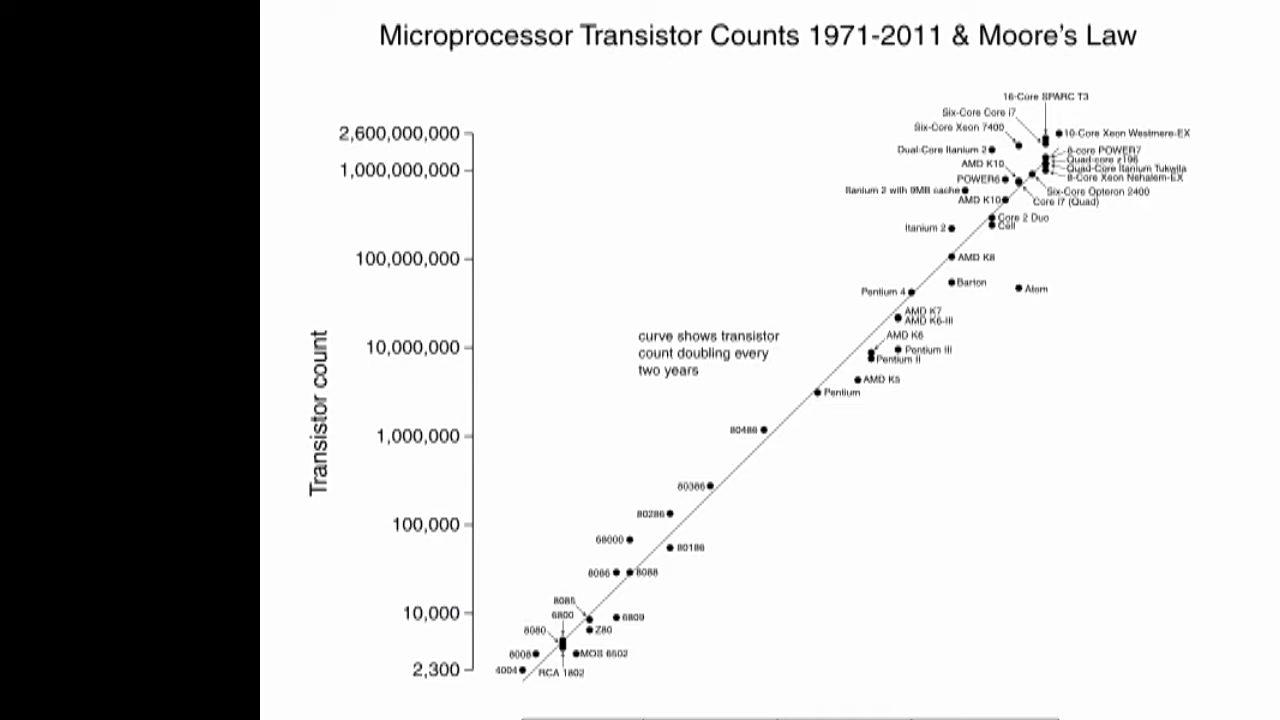 Microprocessor Transistor Counts 1971-2011 & Moore's Law
16-Core SPARC T3
Six-Core Core i7
Six-Core Xeon 7400
2,600,000,000
10-Core Xeon Westmere-EX
Dual-Core Itanium 2
8-core POWER7
Quad-core z196
AMD K10
Quad-Core Itanium Tukwila
1,000,000,000
8-Core Xeon Nehalem-EX
POWER6
Itanium 2 with 9MB cache
Six-Core Opteron 2400
AMD K10
Core i7 (Quad)
Core 2 Duo
Cell
Itanium 2
AMD K8
100,000,000
Barton
Atom
Pentium 4
AMD K7
AMD K6-III
curve shows transistor
count doubling every
two years
AMD K6
10,000,000
Pentium III
Pentium II
AMD K5
Pentium
Transistor count
80486
1,000,000
80386
80286
100,000
68000
80186
8086
8088
8085
10,000
6800
6809
8080
Z80
8008
MOS 6502
2,300
4004
RCA 1802